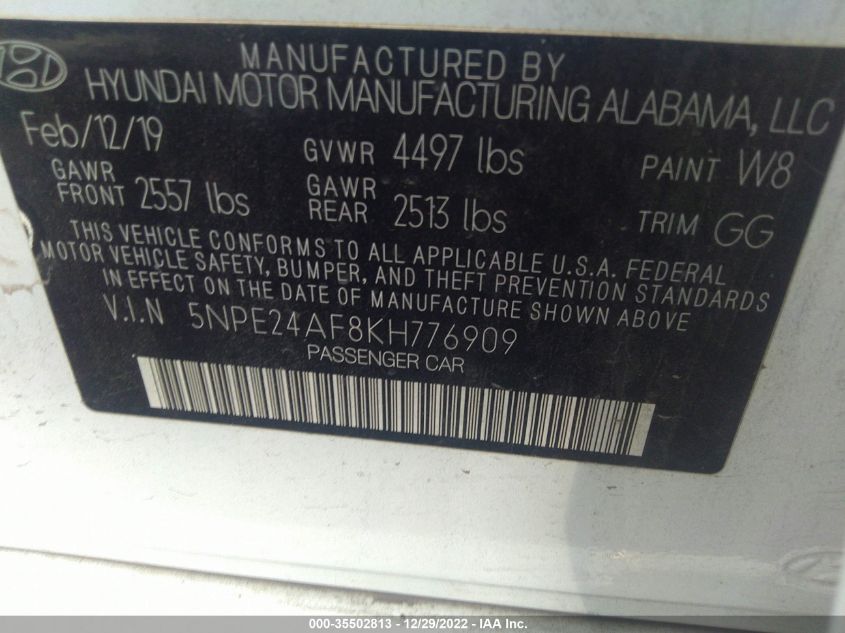 MANUFACTURED BY
HYUNDAI MOTOR MANUFACTURING ALABAMA, LLC
Feb/12/19 GVWR 4497 lbs PAINT W8
GAWR FRONT 2557 lbs GAWR REAR 2513 lbs TRIM GG
THIS VEHICLE CONFORMS TO ALL APPLICABLE U.S.A. FEDERAL
MOTOR VEHICLE SAFETY, BUMPER, AND THEFT PREVENTION STANDARDS
IN EFFECT ON THE DATE OF MANUFACTURE SHOWN ABOVE.
V.I.N 5NPE24AF8KH776909
PASSENGER CAR
000-35502813 - 12/29/2022 - IAAI.com